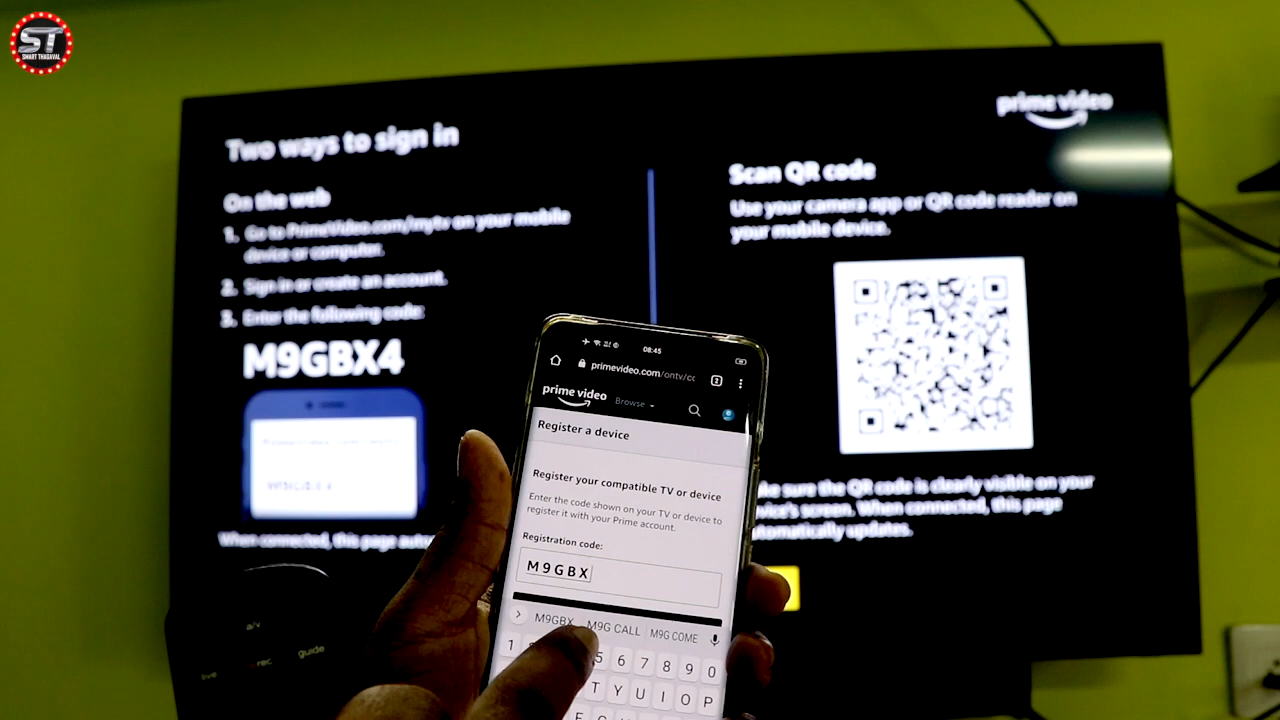 ST
SMART THAGAVAL
prime video
Two ways to sign in
On the web
1. Go to PrimeVideo.com/mytv on your mobile
device or computer.
2. Sign in or create an account.
3. Enter the following code:
M9GBX4
When connected, this page
Scan QR code
Use your camera app or QR code reader on
your mobile device.
sure the QR code is clearly visible on your
screen. When connected, this page
updates.
08:45
primevideo.com/ontv/cc
2
prime video
Browse
Register a device
Register your compatible TV or device
Enter the code shown on your TV or device to
register it with your Prime account.
Registration code:
M9GBX
M9GBX M9G CALL M9G COME
1 5 6 7 8 9 0
T Y U I O P
a/v
live rec guide